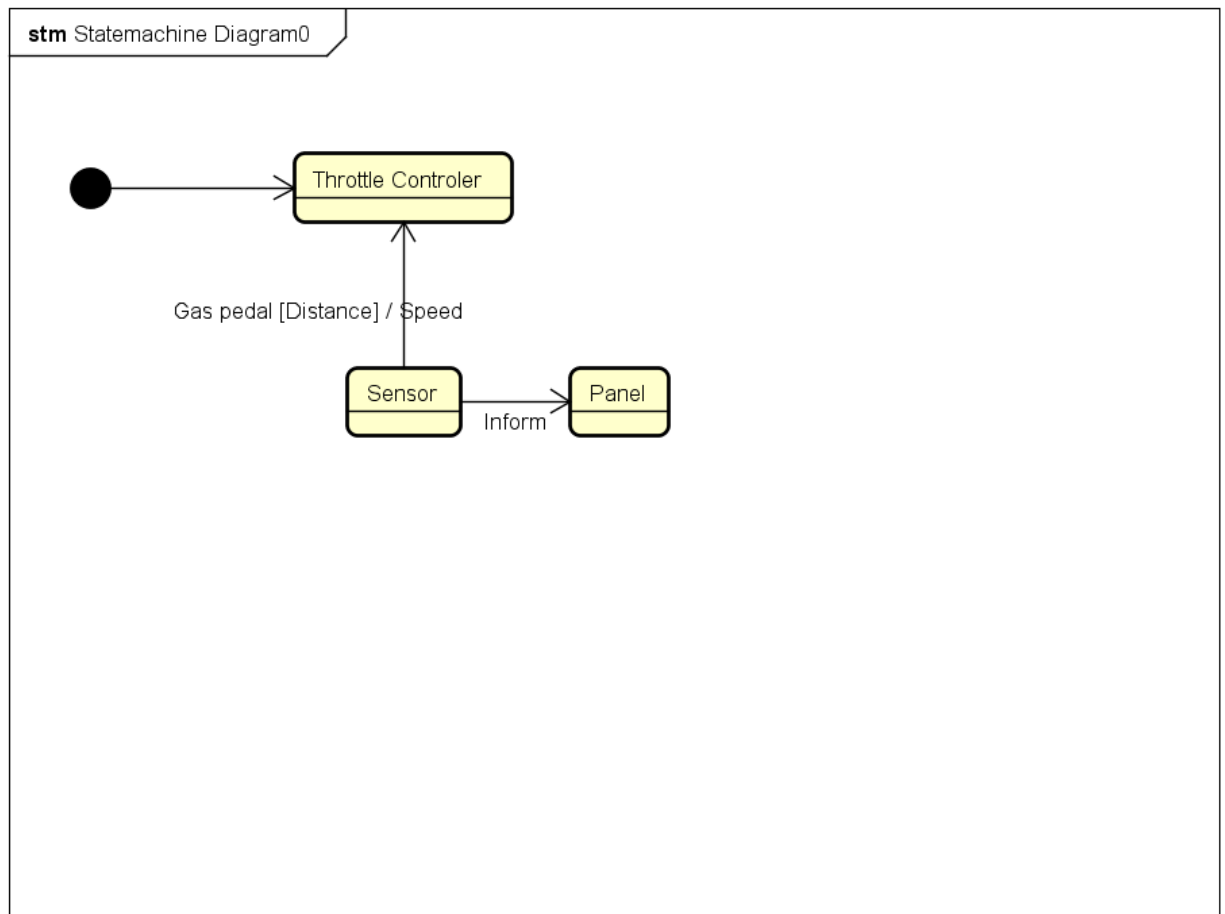 stm Statemachine Diagram0
Throttle Controler
Gas pedal [Distance] / Speed
Sensor
Panel
Inform